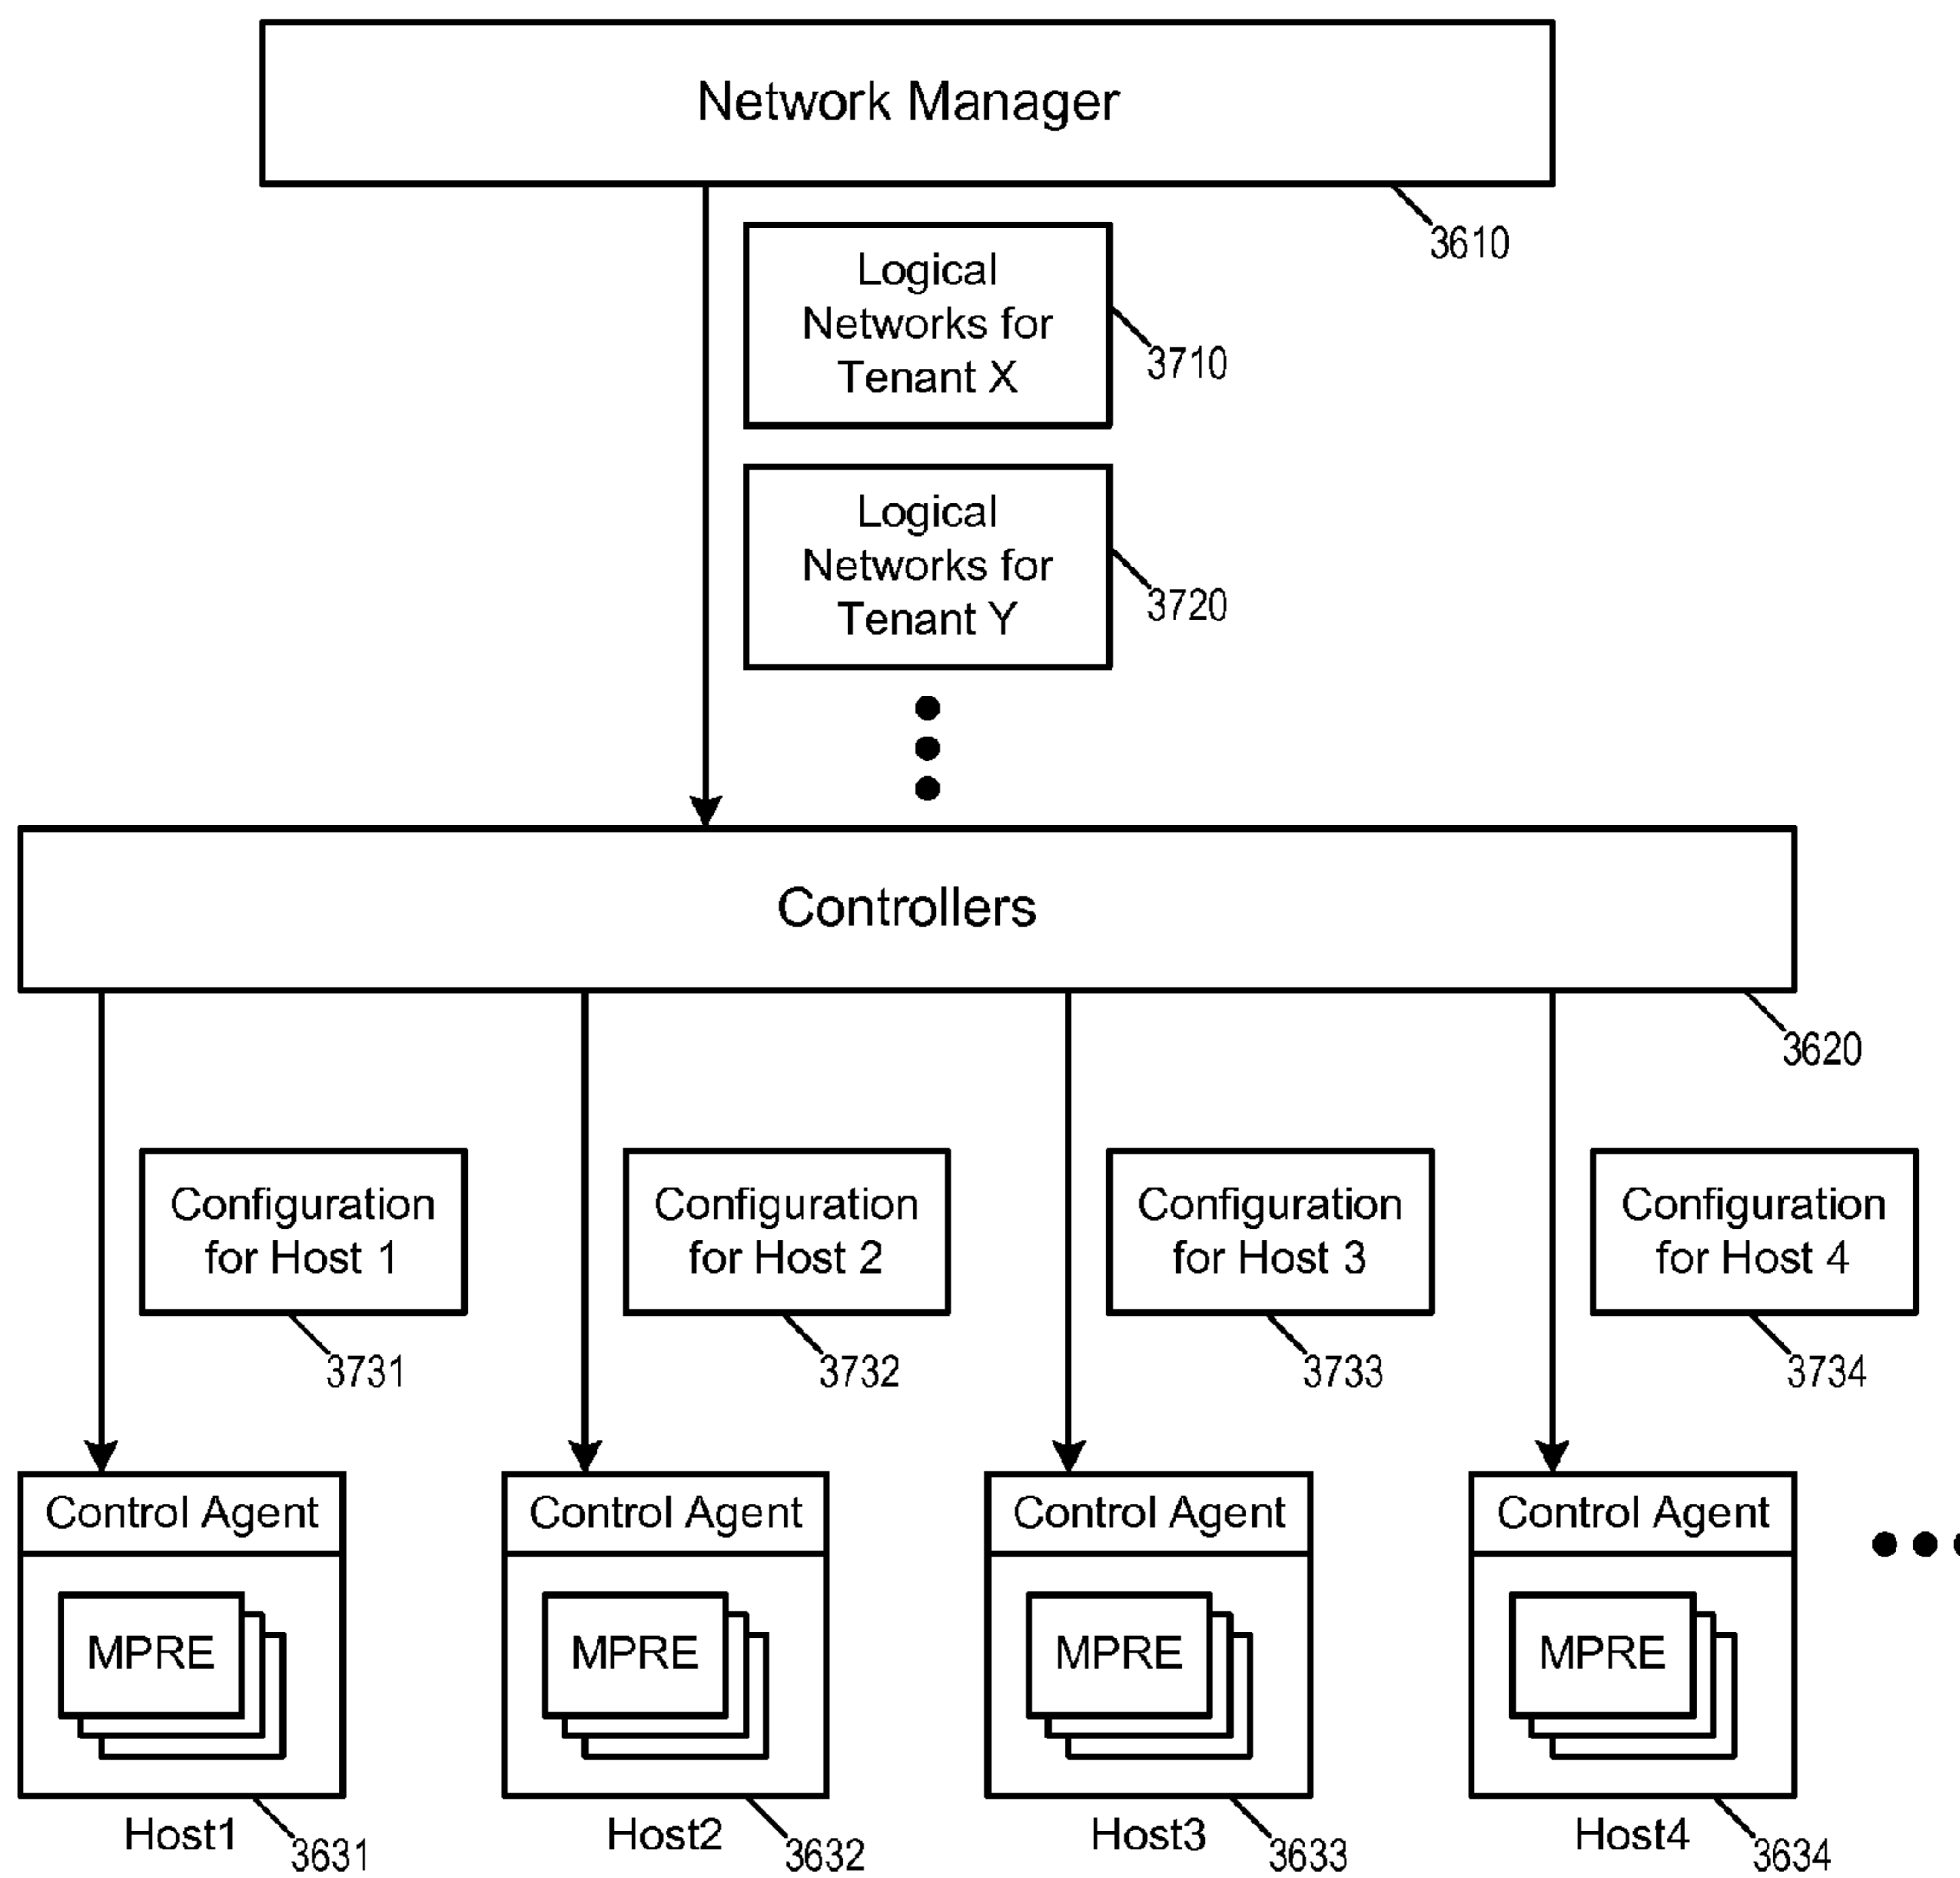 Network Manager
3610
Logical
Networks for
Tenant X
3710
Logical
Networks for
Tenant Y
3720
Controllers
3620
Configuration
for Host 1
3731
Configuration
for Host 2
3732
Configuration
for Host 3
3733
Configuration
for Host 4
3734
Control Agent
MPRE
Host1
3631
Control Agent
MPRE
Host2
3632
Control Agent
MPRE
Host3
3633
Control Agent
MPRE
Host4
3634